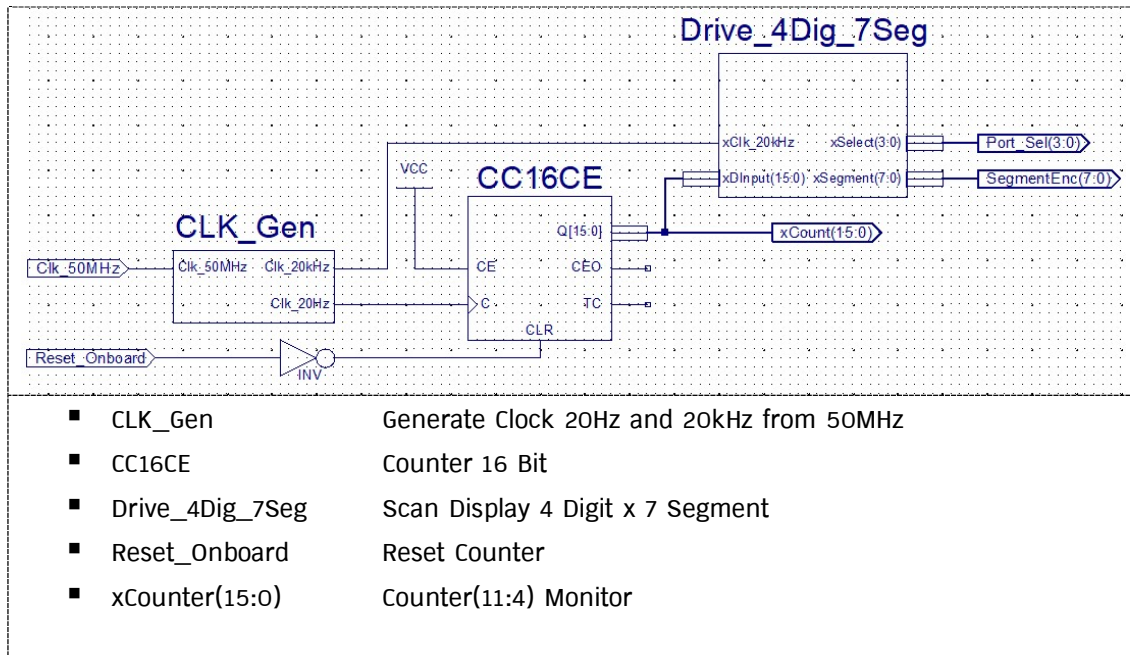 Drive_4Dig_7Seg
xClk_20kHz xSelect(3:0) Port_Sel(3:0)
VCC CC16CE xDInput(15:0) xSegment(7:0) SegmentEnc(7:0)
CLK_Gen Q[15:0] xCount(15:0)
Clk_50MHz Clk_50MHz Clk_20kHz CE CEO
Clk_20Hz C TC
CLR
Reset_Onboard
INV
▪ CLK_Gen Generate Clock 20Hz and 20kHz from 50MHz
▪ CC16CE Counter 16 Bit
▪ Drive_4Dig_7Seg Scan Display 4 Digit x 7 Segment
▪ Reset_Onboard Reset Counter
▪ xCounter(15:0) Counter(11:4) Monitor